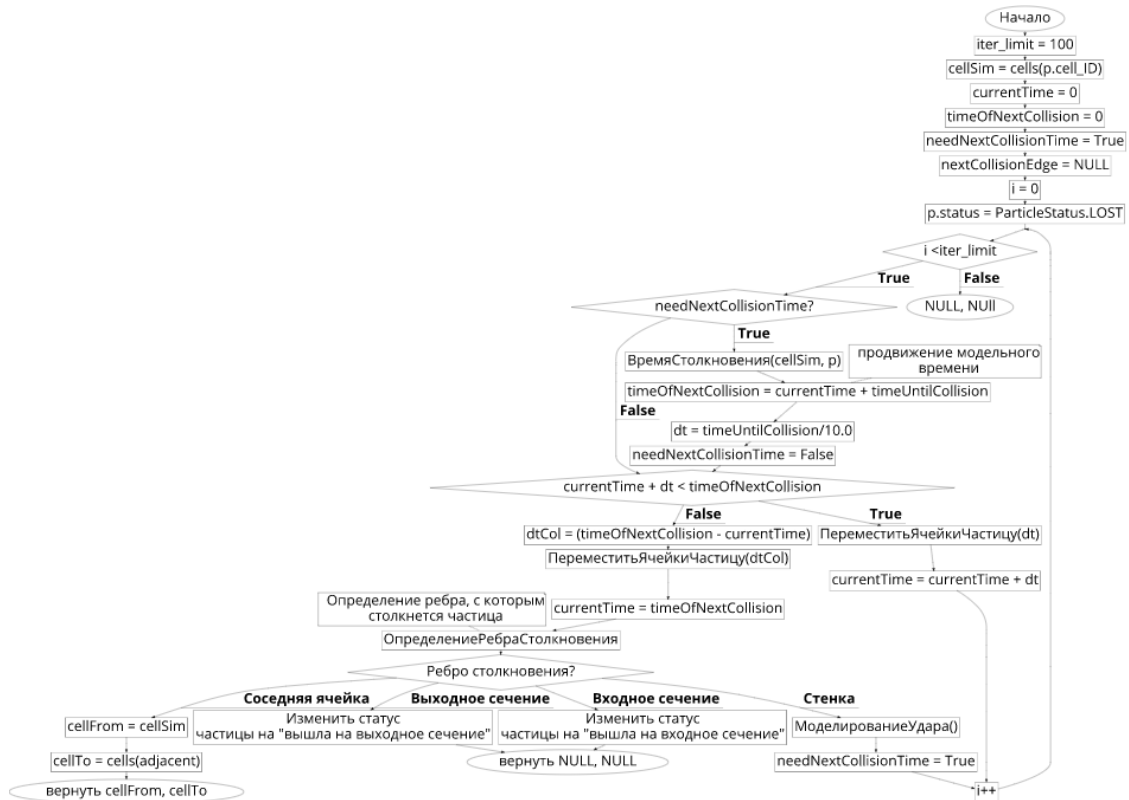 Начало
iter_limit = 100
cellSim = cells(p.cell_ID)
currentTime = 0
timeOfNextCollision = 0
needNextCollisionTime = True
nextCollisionEdge = NULL
i = 0
p.status = ParticleStatus.LOST
i <iter_limit
True
False
needNextCollisionTime?
NULL, NUll
True
ВремяСтолкновения(cellSim, p)
продвижение модельного
времени
timeOfNextCollision = currentTime + timeUntilCollision
False
dt = timeUntilCollision/10.0
needNextCollisionTime = False
currentTime + dt < timeOfNextCollision
False
True
dtCol = (timeOfNextCollision - currentTime)
ПереместитьЯчейкиЧастицу(dt)
ПереместитьЯчейкиЧастицу(dtCol)
currentTime = currentTime + dt
Определение ребра, с которым
столкнется частица
currentTime = timeOfNextCollision
ОпределениеРебраСтолкновения
Ребро столкновения?
Соседняя ячейка
Выходное сечение
Входное сечение
Стенка
cellFrom = cellSim
Изменить статус
частицы на "вышла на выходное сечение"
Изменить статус
частицы на "вышла на входное сечение"
МоделированиеУдара()
cellTo = cells(adjacent)
вернуть NULL, NULL
needNextCollisionTime = True
вернуть cellFrom, cellTo
i++